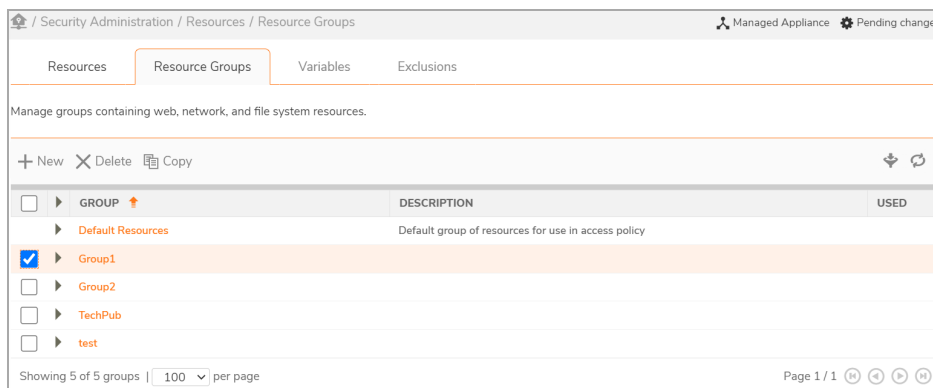 / Security Administration / Resources / Resource Groups Managed Appliance Pending change
Resources Resource Groups Variables Exclusions
Manage groups containing web, network, and file system resources.
New Delete Copy
GROUP DESCRIPTION USED
Default Resources Default group of resources for use in access policy
Group1
Group2
TechPub
test
Showing 5 of 5 groups | 100 per page Page 1 / 1